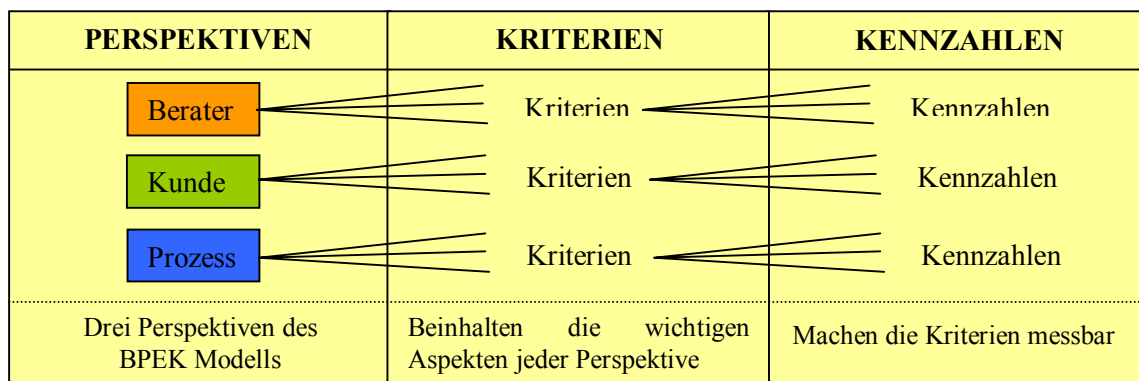 PERSPEKTIVEN KRITERIEN KENNZAHLEN
Berater Kriterien Kennzahlen
Kunde Kriterien Kennzahlen
Prozess Kriterien Kennzahlen
Drei Perspektiven des
BPEK Modells
Beinhalten die wichtigen
Aspekten jeder Perspektive
Machen die Kriterien messbar